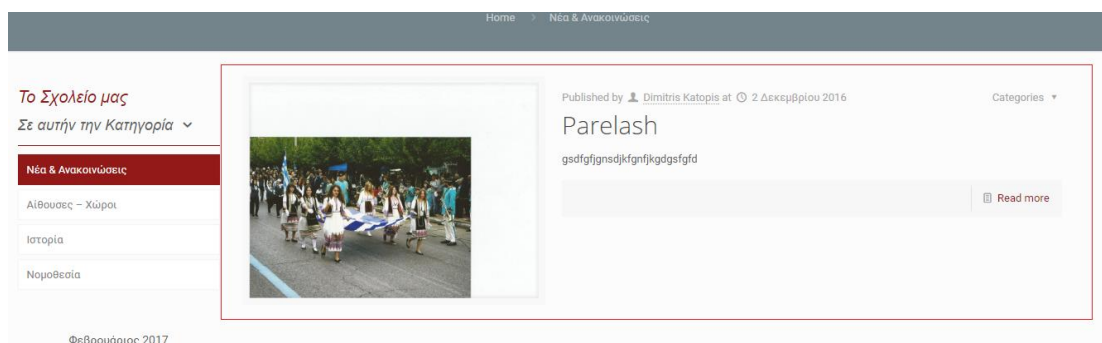 Home > Νέα & Ανακοινώσεις
Το Σχολείο μας
Σε αυτήν την Κατηγορία
Νέα & Ανακοινώσεις
Αίθουσες – Χώροι
Ιστορία
Νομοθεσία
Φεβρουάριος 2017
Published by Dimitris Katopis at 2 Δεκεμβρίου 2016
Categories
Parelash
gsdfgfjgnsdjkfgnfjkgdgsfgfd
Read more